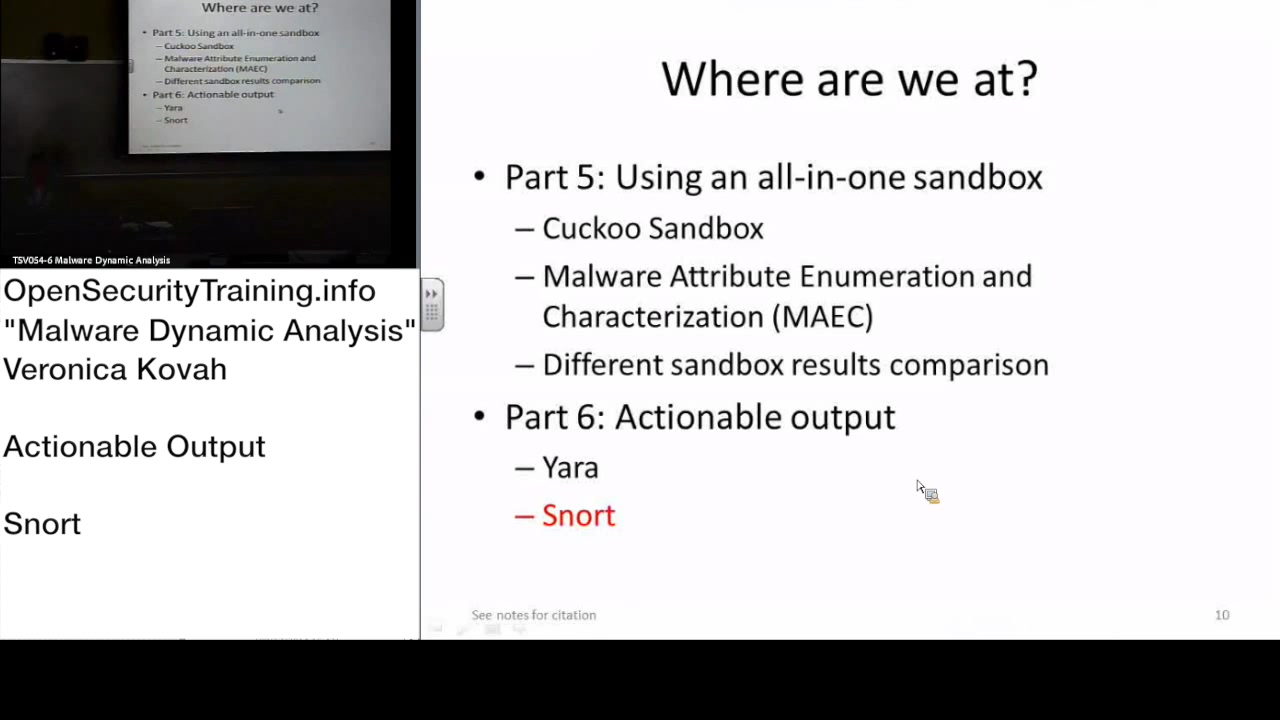 Where are we at?
• Part 5: Using an all-in-one sandbox
– Cuckoo Sandbox
– Malware Attribute Enumeration and
Characterization (MAEC)
– Different sandbox results comparison
• Part 6: Actionable output
– Yara
– Snort
TSV054-6 Malware Dynamic Analysis
OpenSecurityTraining.info
"Malware Dynamic Analysis"
Veronica Kovah
Actionable Output
Snort
Where are we at?
• Part 5: Using an all-in-one sandbox
– Cuckoo Sandbox
– Malware Attribute Enumeration and
Characterization (MAEC)
– Different sandbox results comparison
• Part 6: Actionable output
– Yara
– Snort
See notes for citation
10